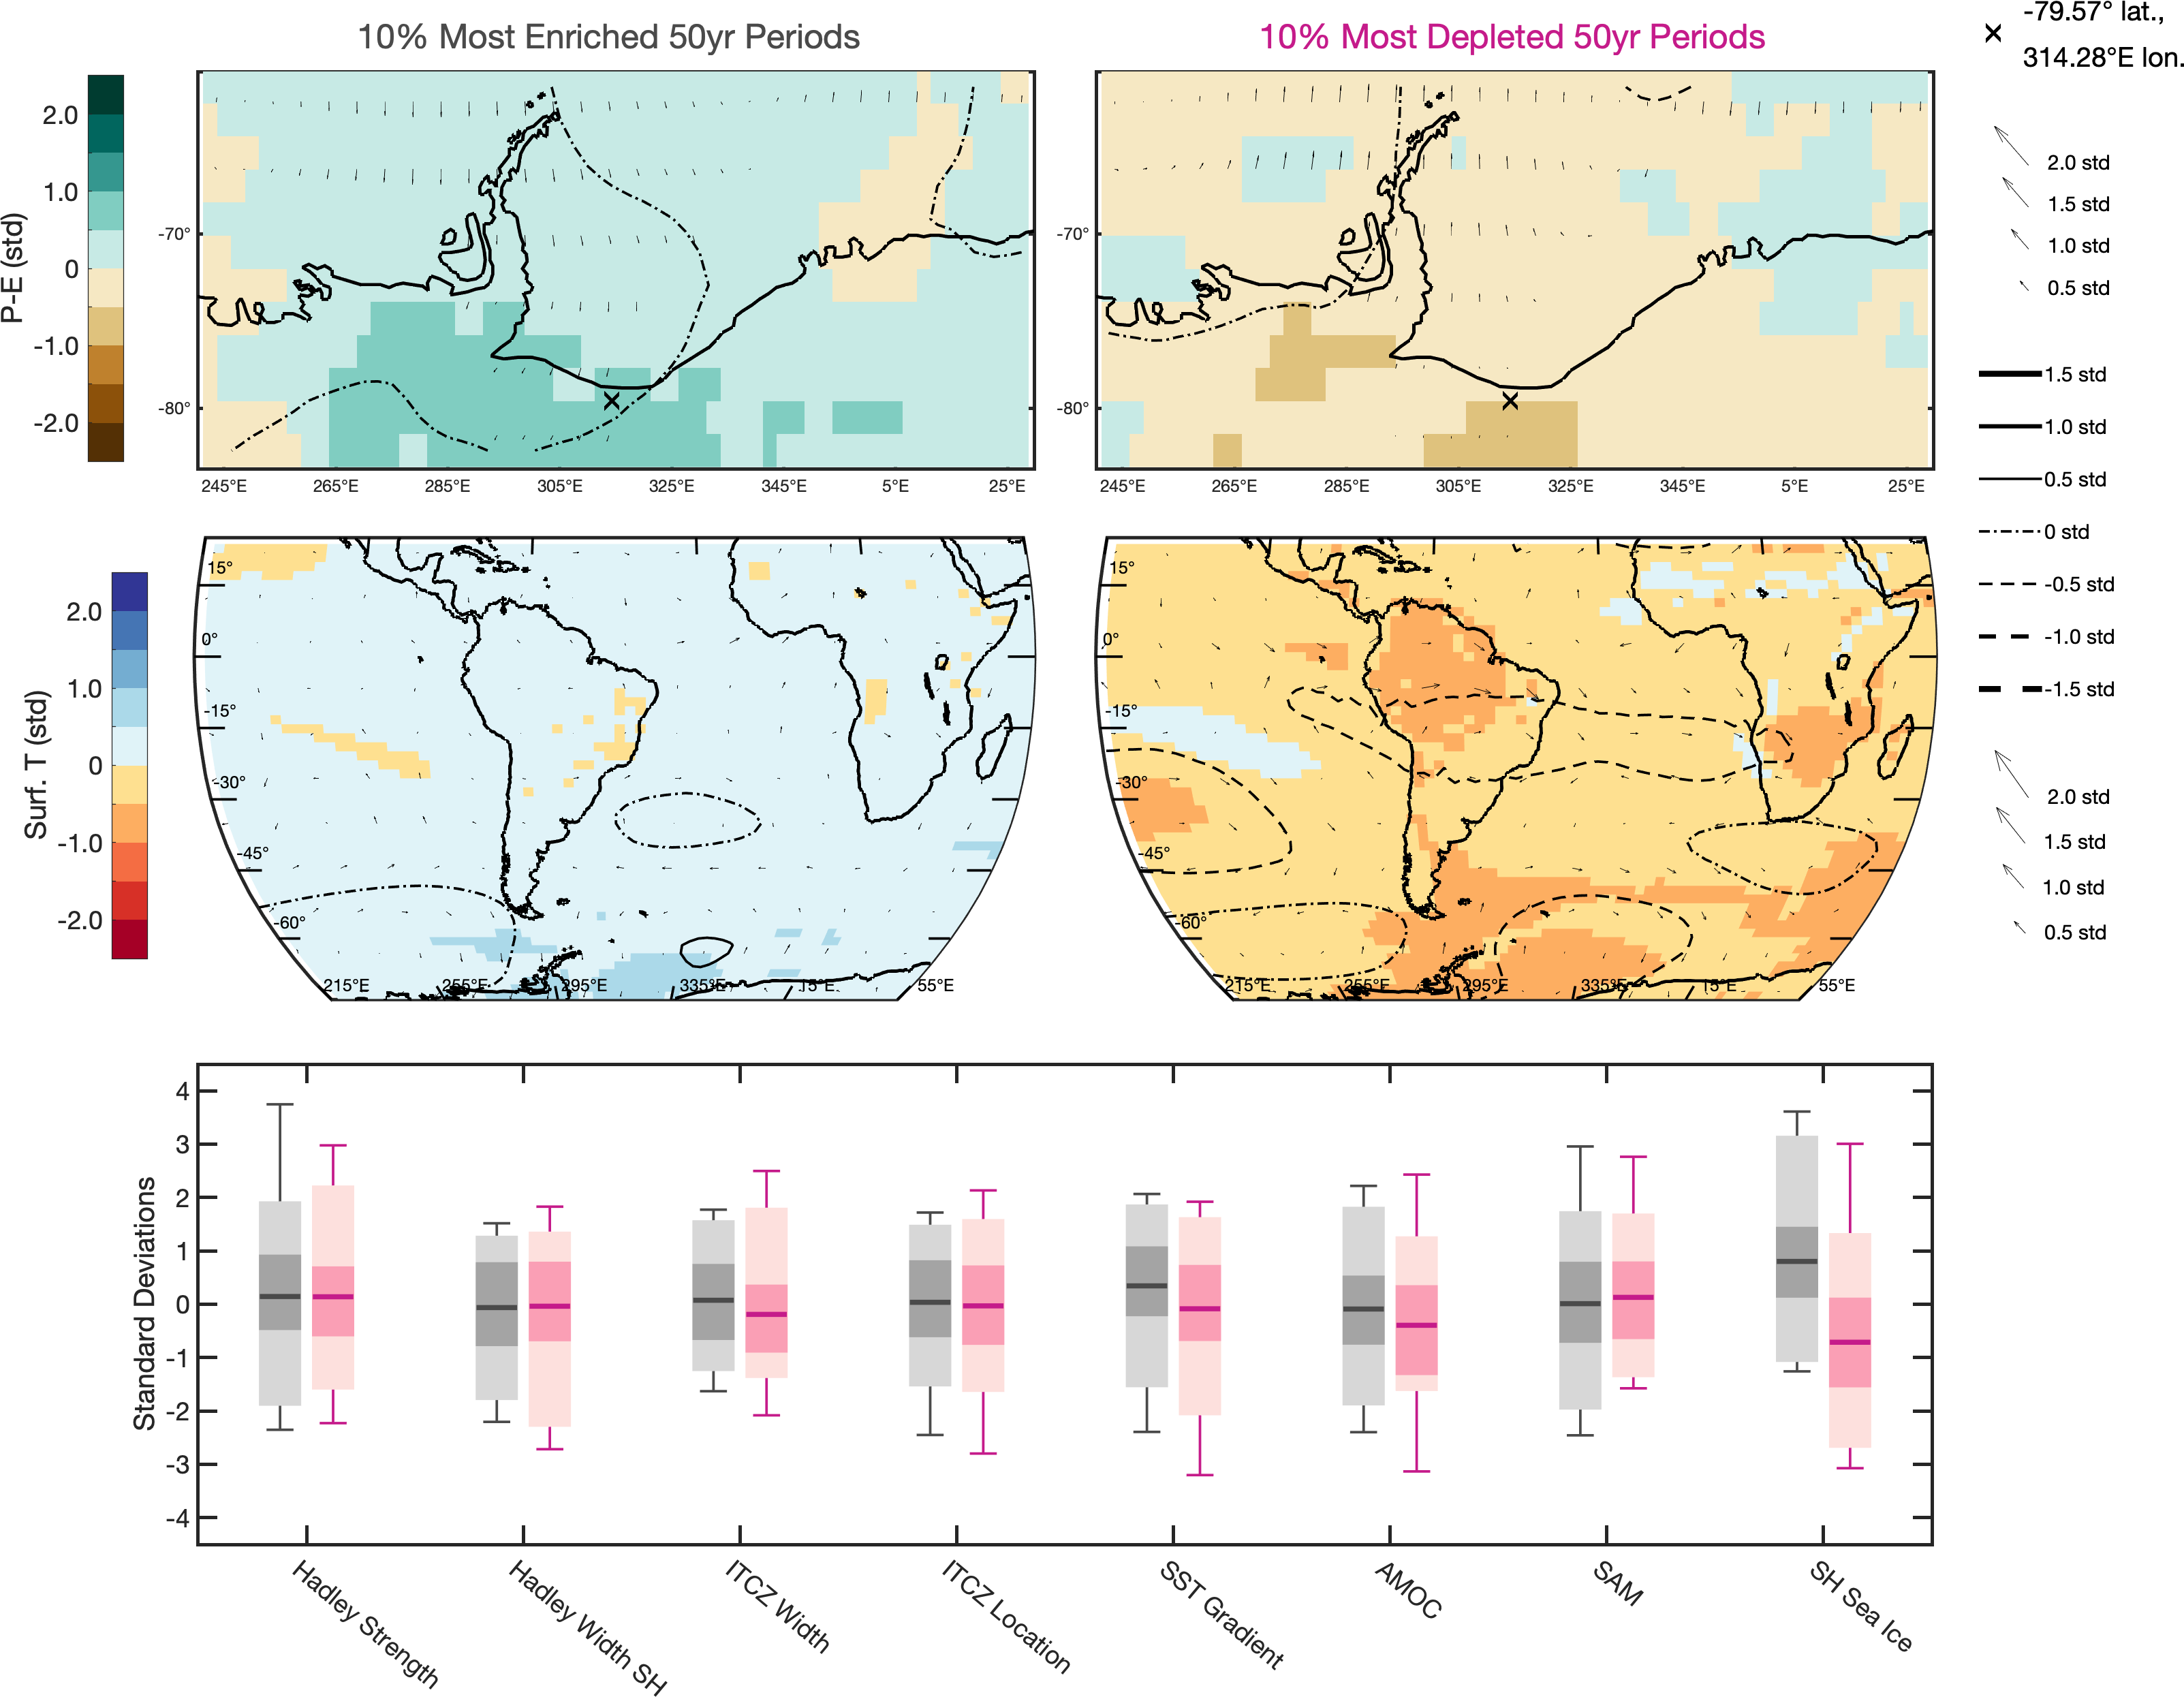 10% Most Enriched 50yr Periods
10% Most Depleted 50yr Periods
-79.57° lat.,
314.28°E lon.
P-E (std)
2.0
1.0
0
-1.0
-2.0
-70°
-80°
245°E 265°E 285°E 305°E 325°E 345°E 5°E 25°E
-70°
-80°
245°E 265°E 285°E 305°E 325°E 345°E 5°E 25°E
2.0 std
1.5 std
1.0 std
0.5 std
1.5 std
1.0 std
0.5 std
0 std
-0.5 std
-1.0 std
-1.5 std
Surf. T (std)
2.0
1.0
0
-1.0
-2.0
15°
0°
-15°
-30°
-45°
-60°
215°E 255°E 295°E 335°E 15°E 55°E
15°
0°
-15°
-30°
-45°
-60°
215°E 255°E 295°E 335°E 15°E 55°E
2.0 std
1.5 std
1.0 std
0.5 std
Standard Deviations
4
3
2
1
0
-1
-2
-3
-4
Hadley Strength
Hadley Width SH
ITCZ Width
ITCZ Location
SST Gradient
AMOC
SAM
SH Sea Ice